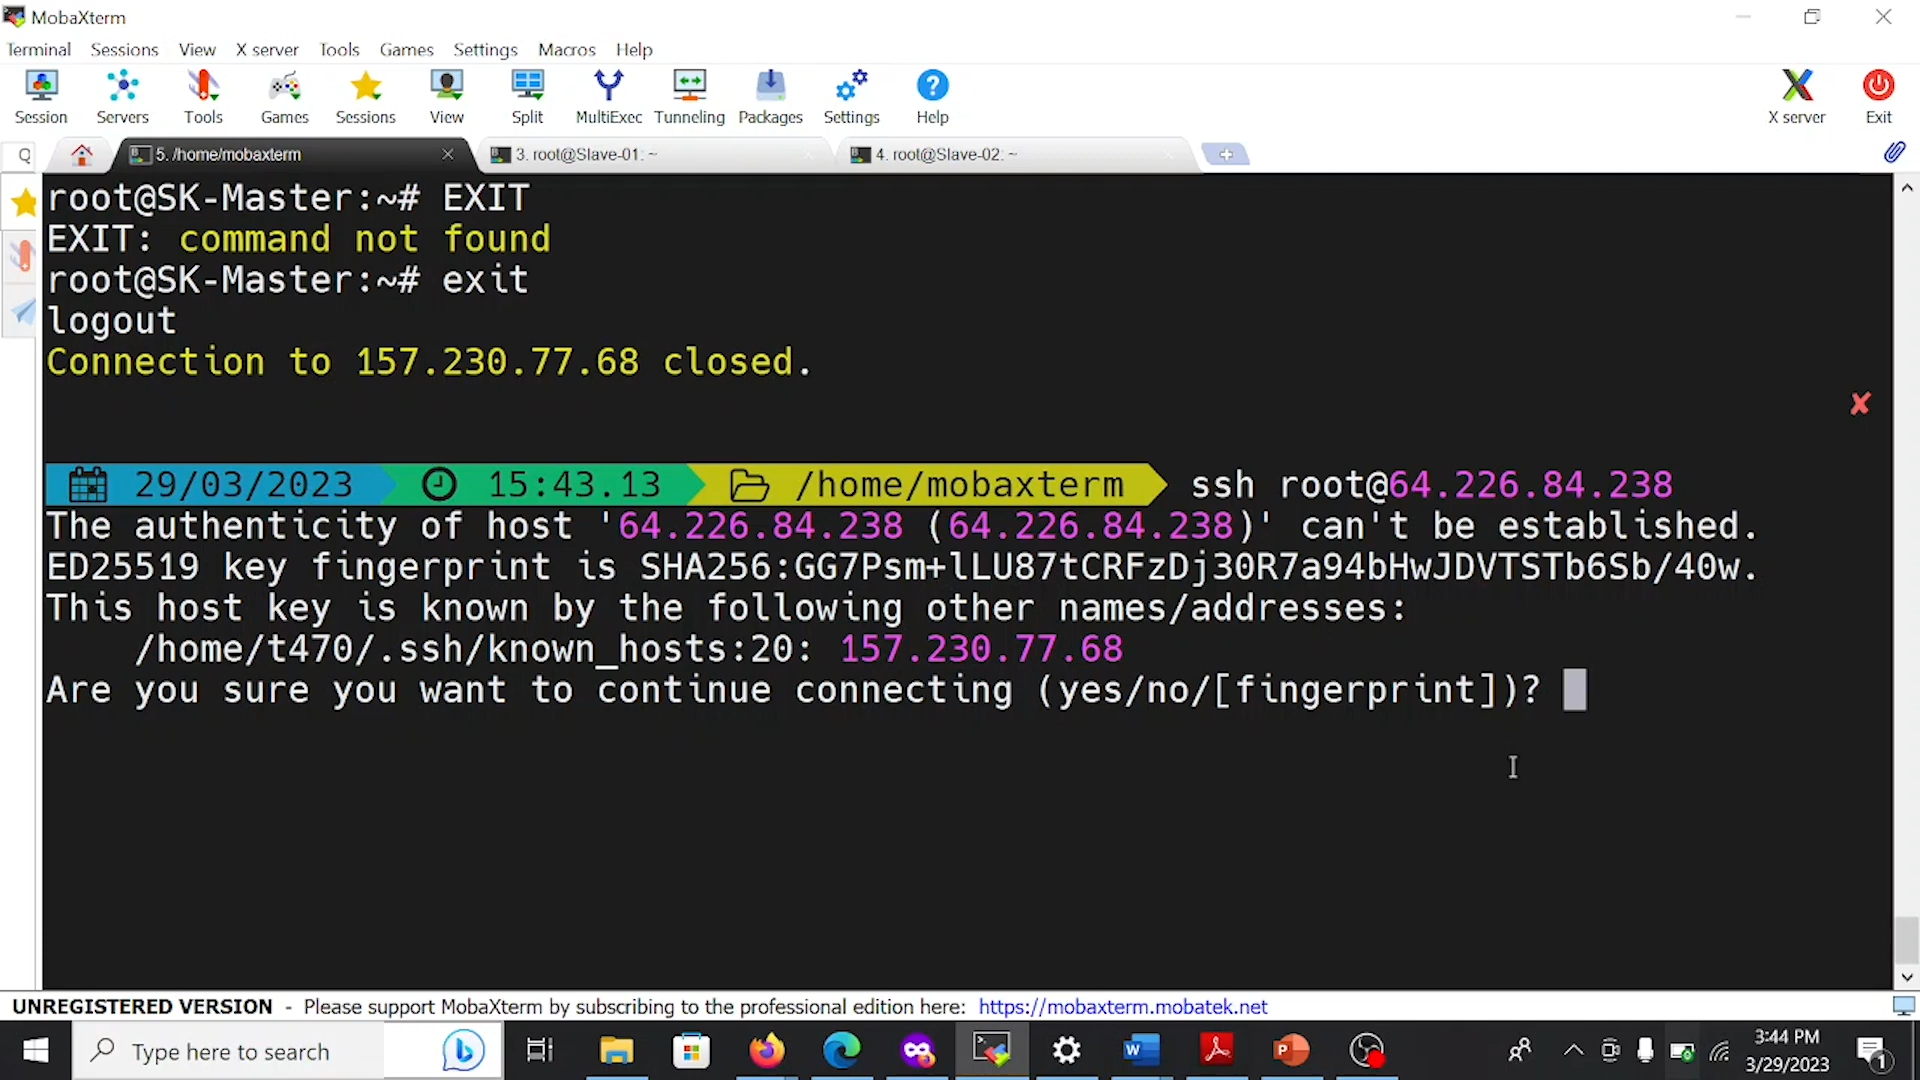 MobaXterm
Terminal Sessions View X server Tools Games Settings Macros Help
Session Servers Tools Games Sessions View Split MultiExec Tunneling Packages Settings Help X server Exit
5. /home/mobaxterm 3. root@Slave-01: ~ 4. root@Slave-02: ~
root@SK-Master:~# EXIT
EXIT: command not found
root@SK-Master:~# exit
logout
Connection to 157.230.77.68 closed.
29/03/2023 15:43.13 /home/mobaxterm ssh root@64.226.84.238
The authenticity of host '64.226.84.238 (64.226.84.238)' can't be established.
ED25519 key fingerprint is SHA256:GG7Psm+lLU87tCRFzDj30R7a94bHwJDVTSTb6Sb/40w.
This host key is known by the following other names/addresses:
/home/t470/.ssh/known_hosts:20: 157.230.77.68
Are you sure you want to continue connecting (yes/no/[fingerprint])?
UNREGISTERED VERSION - Please support MobaXterm by subscribing to the professional edition here: https://mobaxterm.mobatek.net
Type here to search
3:44 PM
3/29/2023
1